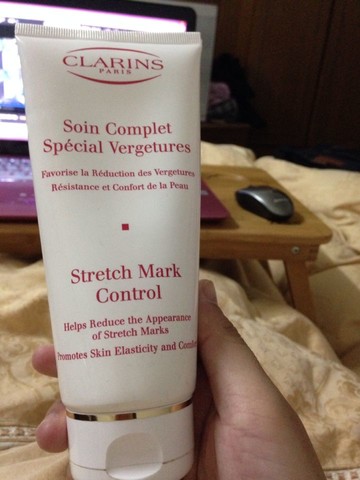 CLARINS
PARIS
Soin Complet
Spécial Vergetures
Favorise la Réduction des Vergetures
Résistance et Confort de la Peau
Stretch Mark
Control
Helps Reduce the Appearance
of Stretch Marks
Promotes Skin Elasticity and